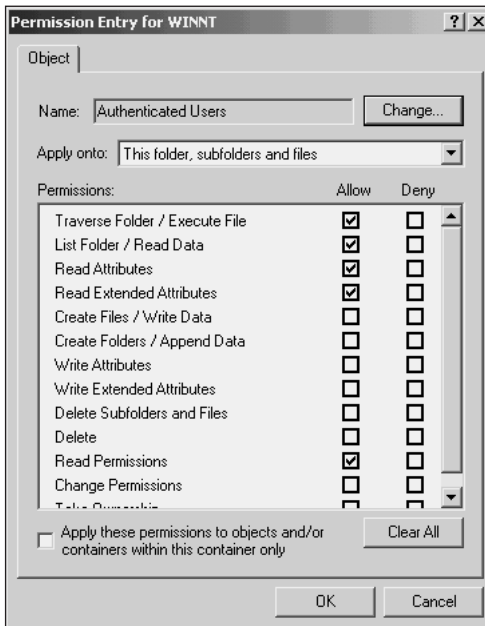 Permission Entry for WINNT
Object
Name: Authenticated Users Change...
Apply onto: This folder, subfolders and files
Permissions: Allow Deny
Traverse Folder / Execute File
List Folder / Read Data
Read Attributes
Read Extended Attributes
Create Files / Write Data
Create Folders / Append Data
Write Attributes
Write Extended Attributes
Delete Subfolders and Files
Delete
Read Permissions
Change Permissions
Take Ownership
Apply these permissions to objects and/or
containers within this container only
Clear All
OK Cancel